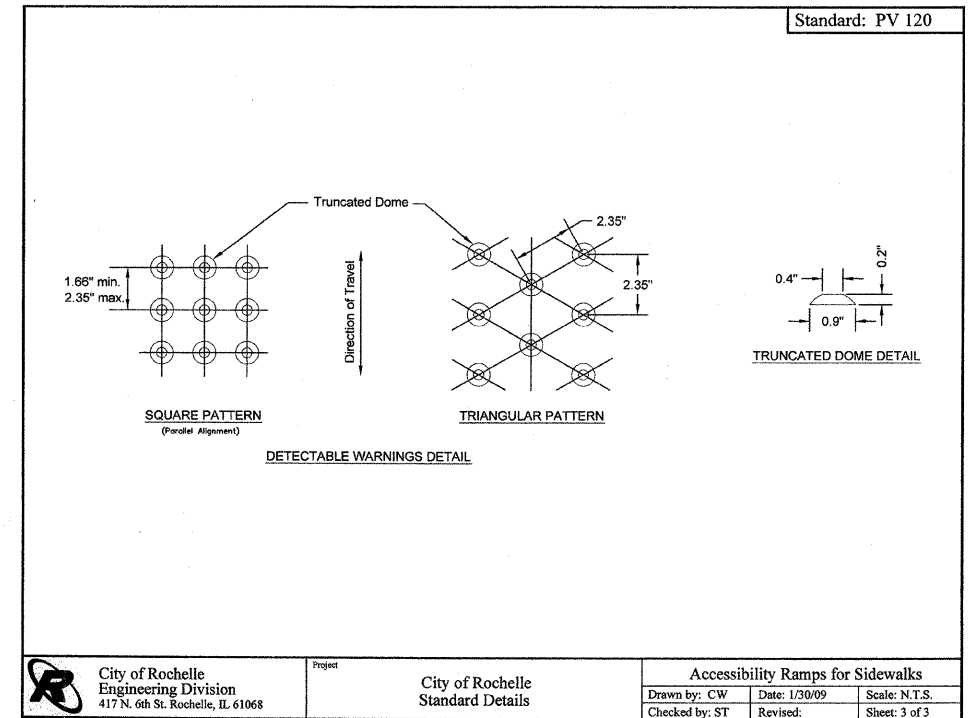 Standard: PV 120
Truncated Dome
1.66" min.
2.35" max.
Direction of Travel
2.35"
2.35"
0.4"
0.2"
0.9"
TRUNCATED DOME DETAIL
SQUARE PATTERN
(Parallel Alignment)
TRIANGULAR PATTERN
DETECTABLE WARNINGS DETAIL
R
City of Rochelle
Engineering Division
417 N. 6th St. Rochelle, IL 61068
Project
City of Rochelle
Standard Details
Accessibility Ramps for Sidewalks
Drawn by: CW
Date: 1/30/09
Scale: N.T.S.
Checked by: ST
Revised:
Sheet: 3 of 3